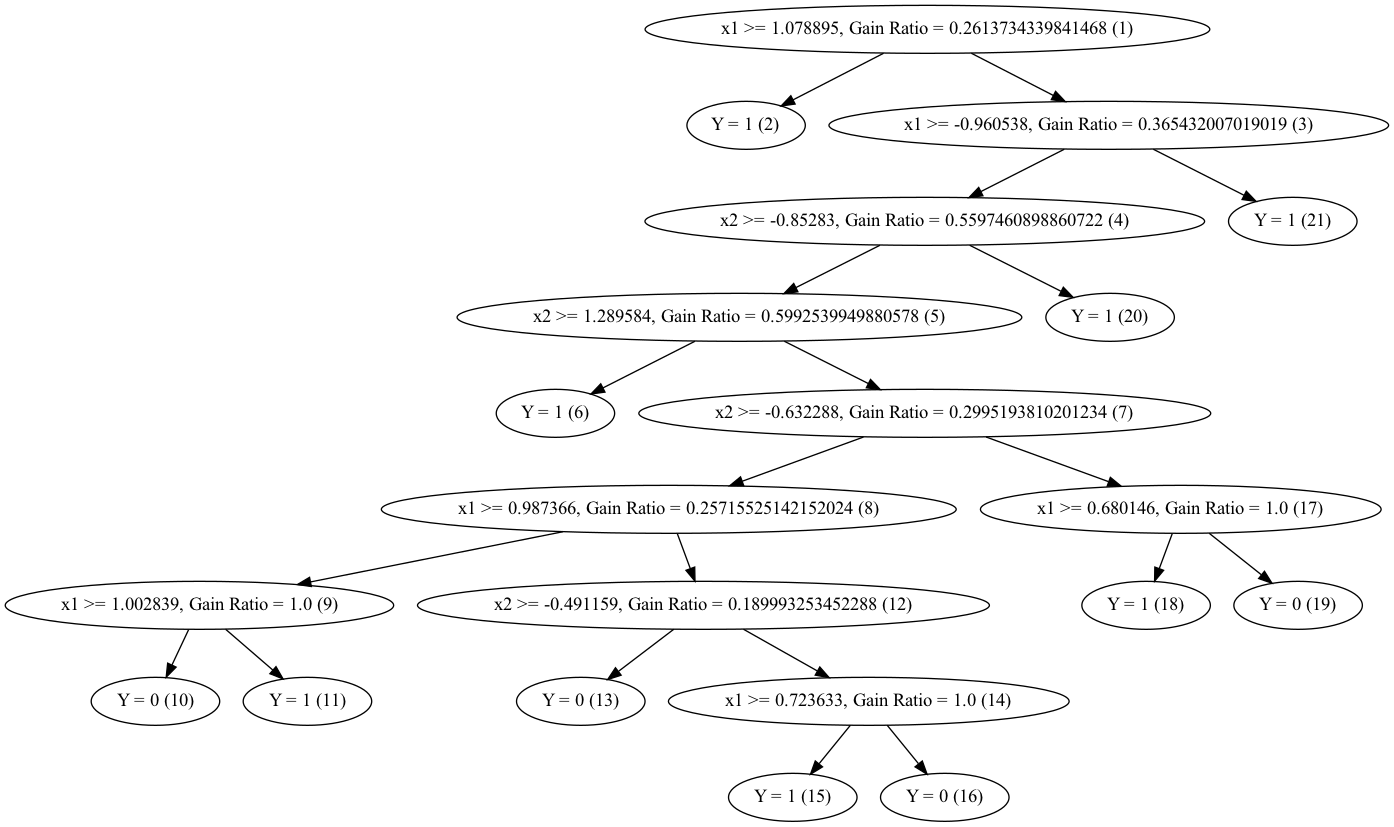 x1 >= 1.078895, Gain Ratio = 0.2613734339841468 (1)
Y = 1 (2)
x1 >= -0.960538, Gain Ratio = 0.365432007019019 (3)
x2 >= -0.85283, Gain Ratio = 0.5597460898860722 (4)
Y = 1 (21)
x2 >= 1.289584, Gain Ratio = 0.5992539949880578 (5)
Y = 1 (20)
Y = 1 (6)
x2 >= -0.632288, Gain Ratio = 0.2995193810201234 (7)
x1 >= 0.987366, Gain Ratio = 0.25715525142152024 (8)
x1 >= 0.680146, Gain Ratio = 1.0 (17)
x1 >= 1.002839, Gain Ratio = 1.0 (9)
x2 >= -0.491159, Gain Ratio = 0.189993253452288 (12)
Y = 1 (18)
Y = 0 (19)
Y = 0 (10)
Y = 1 (11)
Y = 0 (13)
x1 >= 0.723633, Gain Ratio = 1.0 (14)
Y = 1 (15)
Y = 0 (16)